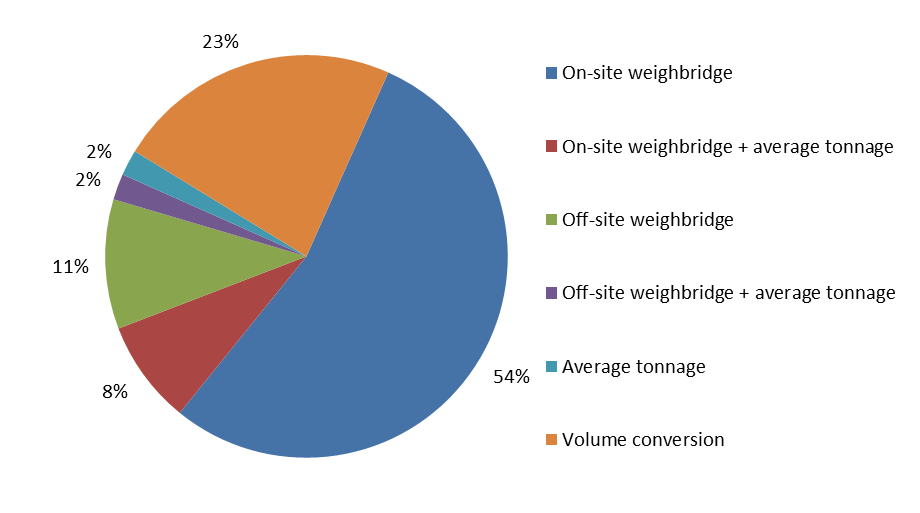 23%
On-site weighbridge
On-site weighbridge + average tonnage
2%
2%
Off-site weighbridge
11%
Off-site weighbridge + average tonnage
Average tonnage
54%
8%
Volume conversion